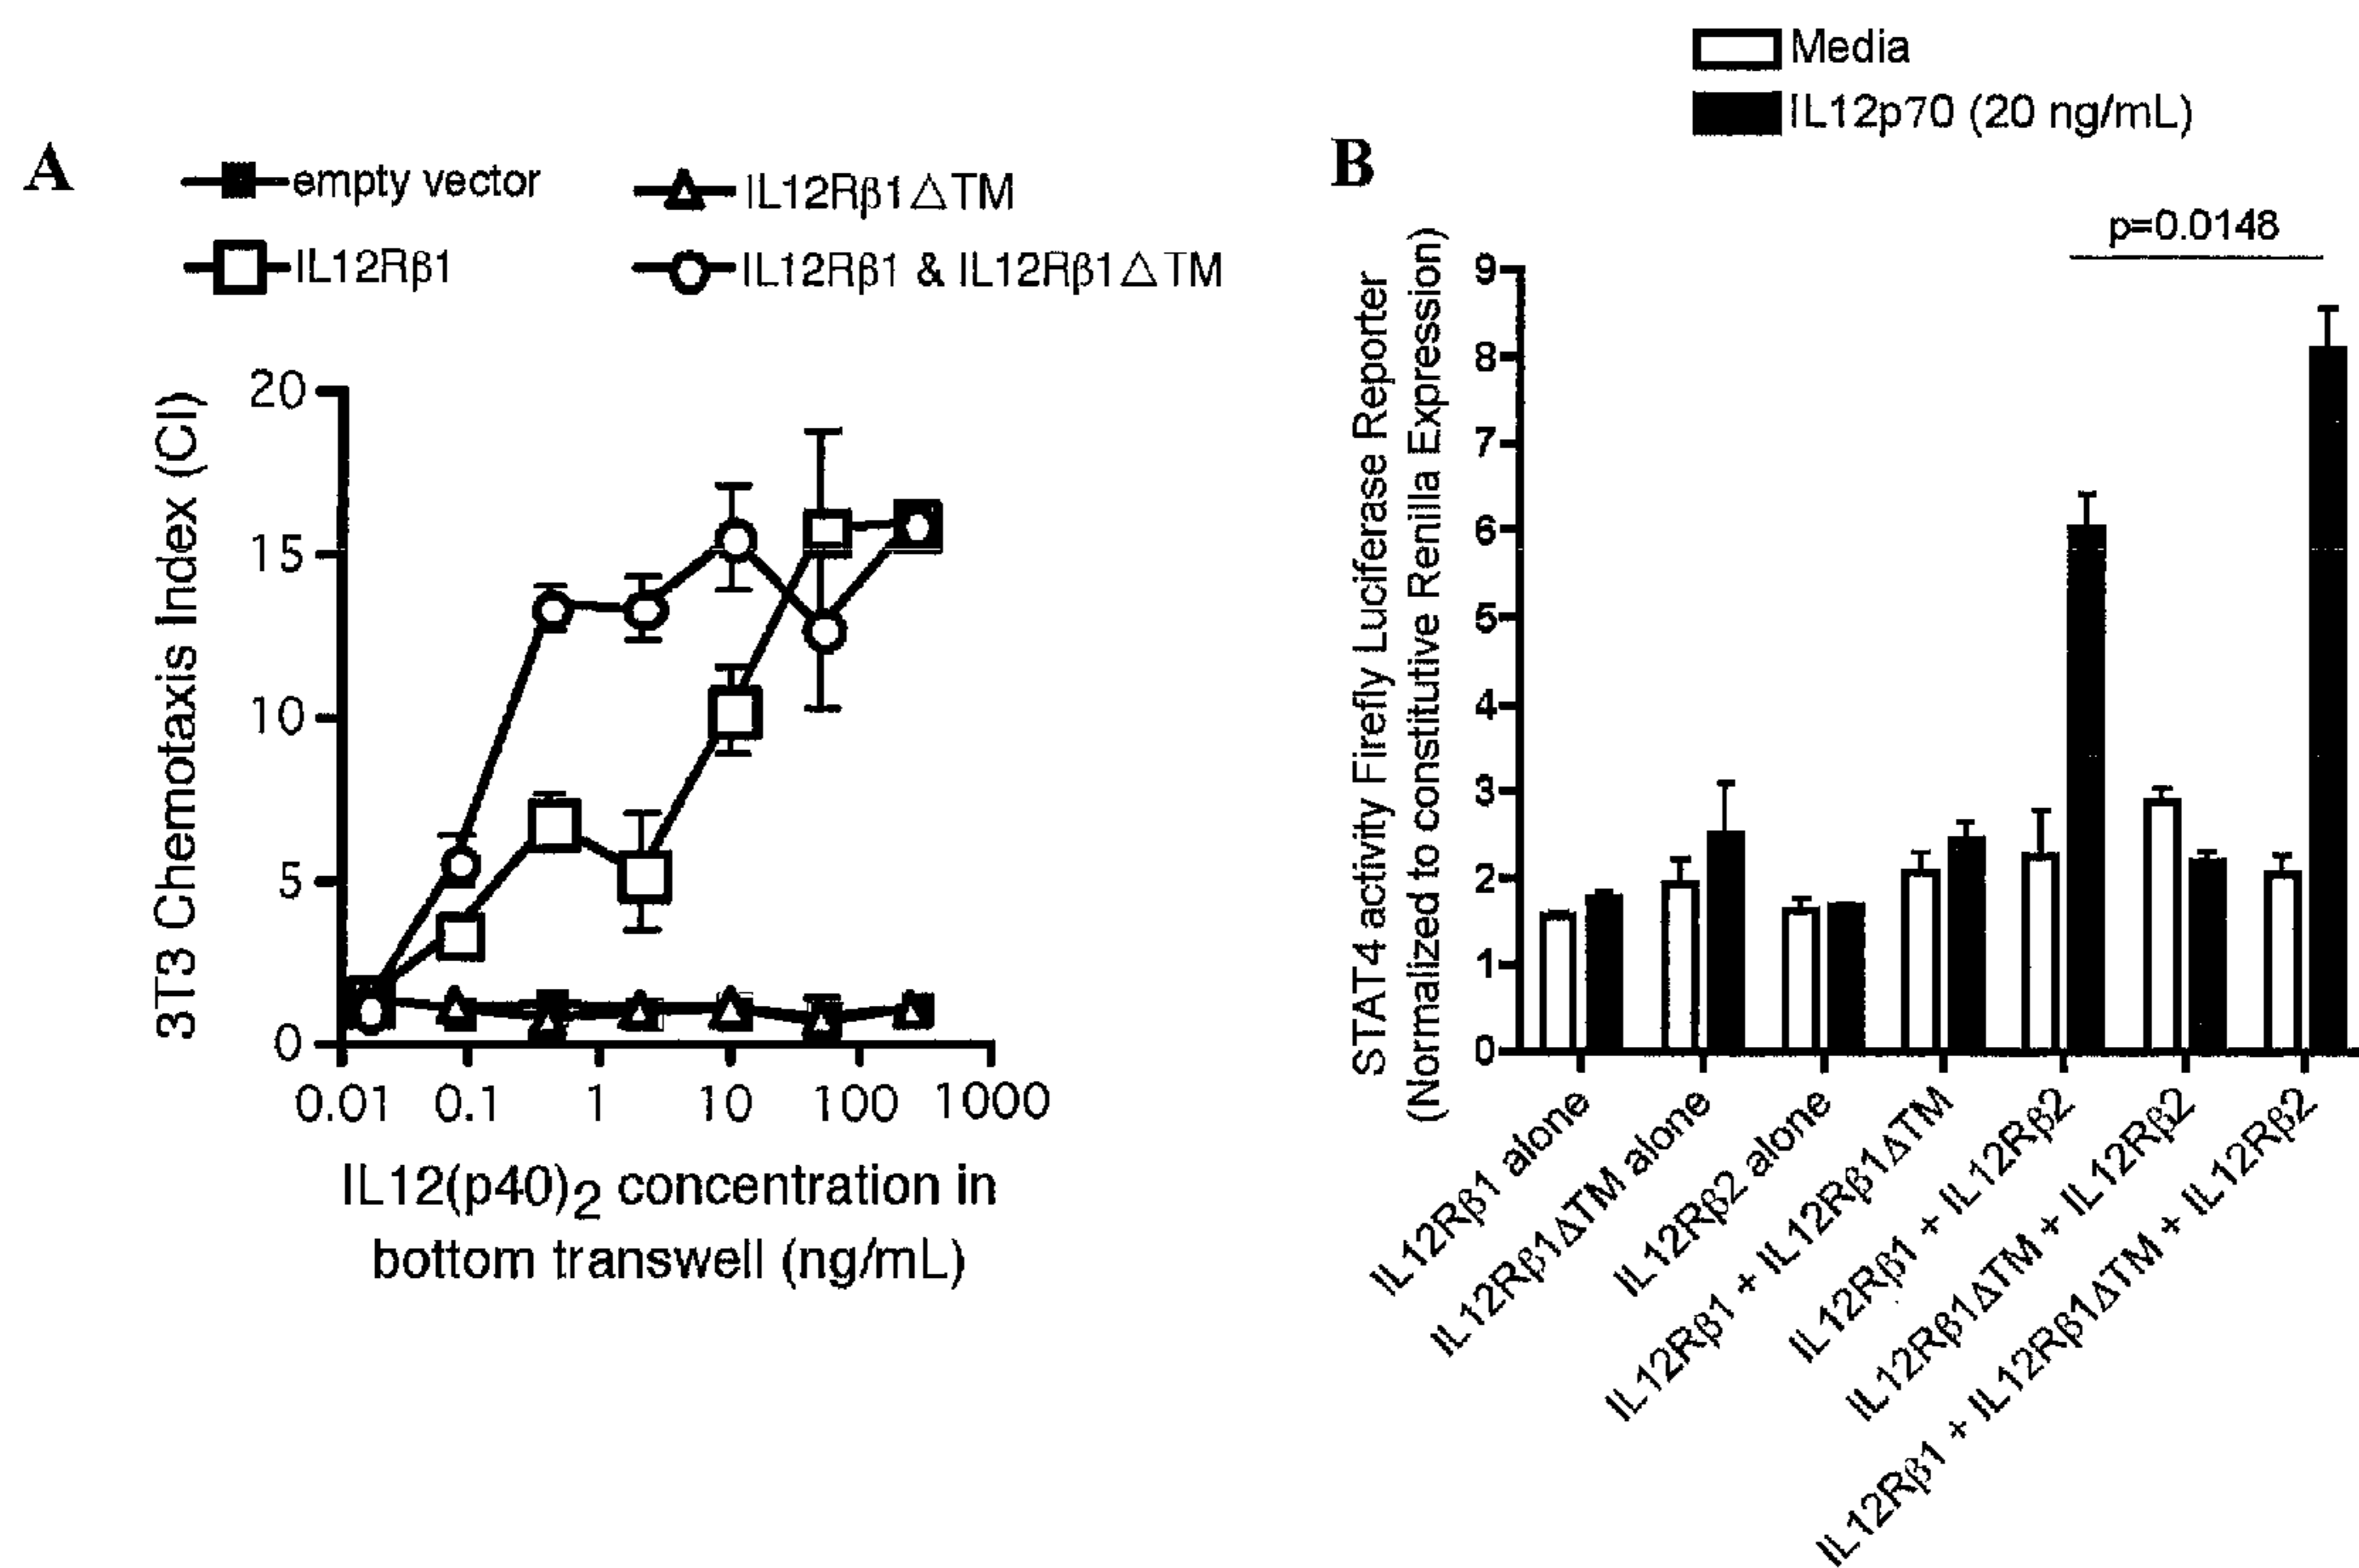 A
empty vector
IL12Rβ1
IL12Rβ1△TM
IL12Rβ1 & IL12Rβ1△TM
3T3 Chemotaxis Index (CI)
20
15
10
5
0
0.01 0.1 1 10 100 1000
IL12(p40)2 concentration in
bottom transwell (ng/mL)
B
Media
IL12p70 (20 ng/mL)
p=0.0148
STAT4 activity Firefly Luciferase Reporter
(Normalized to constitutive Renilla Expression)
9
8
7
6
5
4
3
2
1
0
IL12Rβ1 alone
IL12Rβ1ΔTM alone
IL12Rβ2 alone
IL12Rβ1 + IL12Rβ1ΔTM
IL12Rβ1 + IL12Rβ2
IL12Rβ1ΔTM + IL12Rβ2
IL12Rβ1 + IL12Rβ1ΔTM + IL12Rβ2